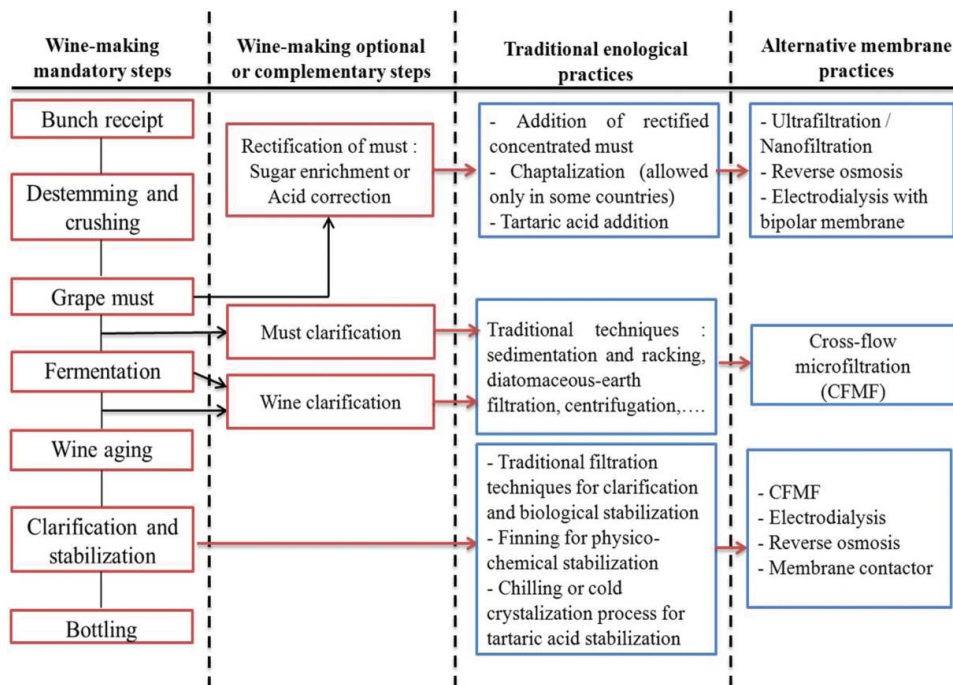 Wine-making
mandatory steps
Wine-making optional
or complementary steps
Traditional enological
practices
Alternative membrane
practices
Bunch receipt
Destemming and
crushing
Grape must
Fermentation
Wine aging
Clarification and
stabilization
Bottling
Rectification of must :
Sugar enrichment or
Acid correction
Must clarification
Wine clarification
- Addition of rectified
concentrated must
- Chaptalization (allowed
only in some countries)
- Tartaric acid addition
Traditional techniques :
sedimentation and racking,
diatomaceous-earth
filtration, centrifugation,….
- Traditional filtration
techniques for clarification
and biological stabilization
- Finning for physico-
chemical stabilization
- Chilling or cold
crystalization process for
tartaric acid stabilization
- Ultrafiltration /
Nanofiltration
- Reverse osmosis
- Electrodialysis with
bipolar membrane
Cross-flow
microfiltration
(CFMF)
- CFMF
- Electrodialysis
- Reverse osmosis
- Membrane contactor